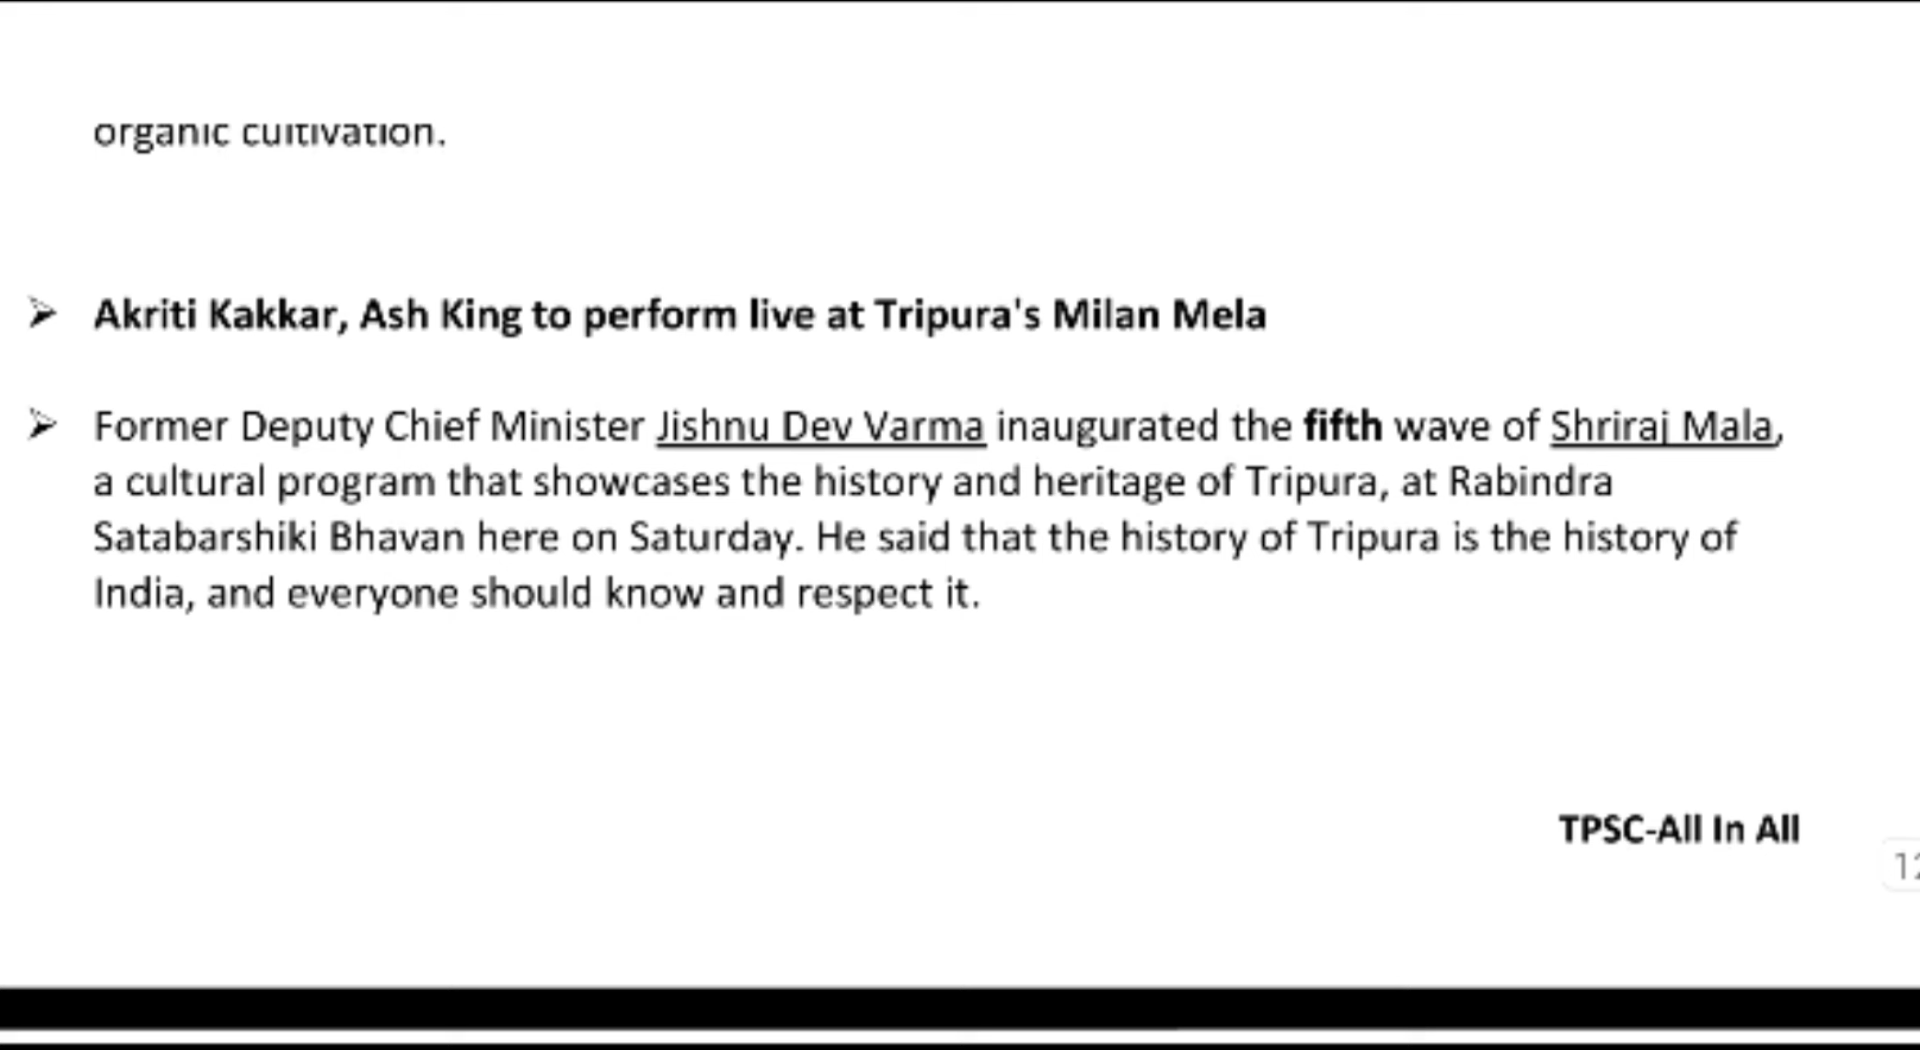 organic cultivation.
➢ Akriti Kakkar, Ash King to perform live at Tripura's Milan Mela
➢ Former Deputy Chief Minister Jishnu Dev Varma inaugurated the fifth wave of Shriraj Mala,
a cultural program that showcases the history and heritage of Tripura, at Rabindra
Satabarshiki Bhavan here on Saturday. He said that the history of Tripura is the history of
India, and everyone should know and respect it.
TPSC-All In All